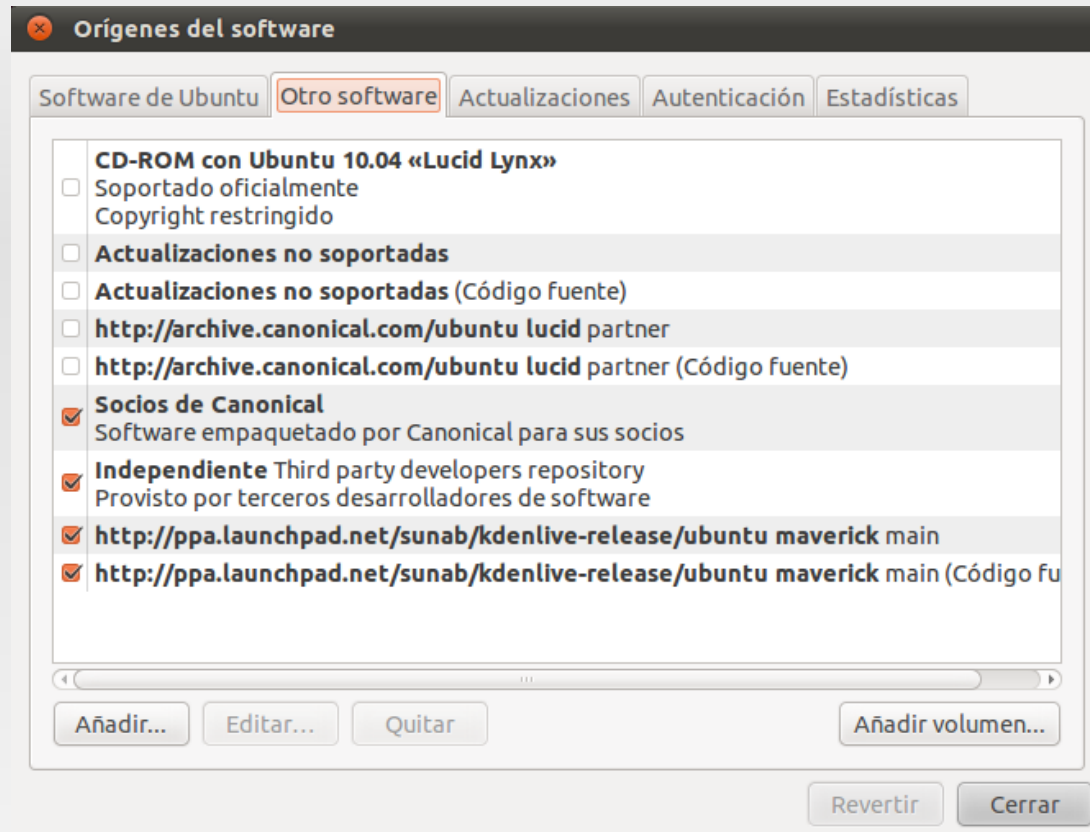 Orígenes del software
Software de Ubuntu Otro software Actualizaciones Autenticación Estadísticas
CD-ROM con Ubuntu 10.04 «Lucid Lynx»
Soportado oficialmente
Copyright restringido
Actualizaciones no soportadas
Actualizaciones no soportadas (Código fuente)
http://archive.canonical.com/ubuntu lucid partner
http://archive.canonical.com/ubuntu lucid partner (Código fuente)
Socios de Canonical
Software empaquetado por Canonical para sus socios
Independiente Third party developers repository
Provisto por terceros desarrolladores de software
http://ppa.launchpad.net/sunab/kdenlive-release/ubuntu maverick main
http://ppa.launchpad.net/sunab/kdenlive-release/ubuntu maverick main (Código fu
Añadir... Editar... Quitar Añadir volumen...
Revertir Cerrar